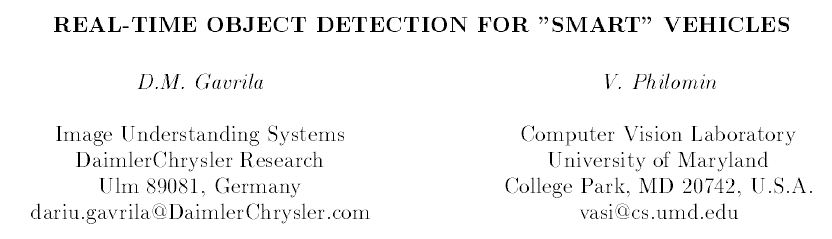 REAL-TIME OBJECT DETECTION FOR ”SMART” VEHICLES
D.M. Gavrila
Image Understanding Systems
DaimlerChrysler Research
Ulm 89081, Germany
dariu.gavrila@DaimlerChrysler.com
V. Philomin
Computer Vision Laboratory
University of Maryland
College Park, MD 20742, U.S.A.
vasi@cs.umd.edu